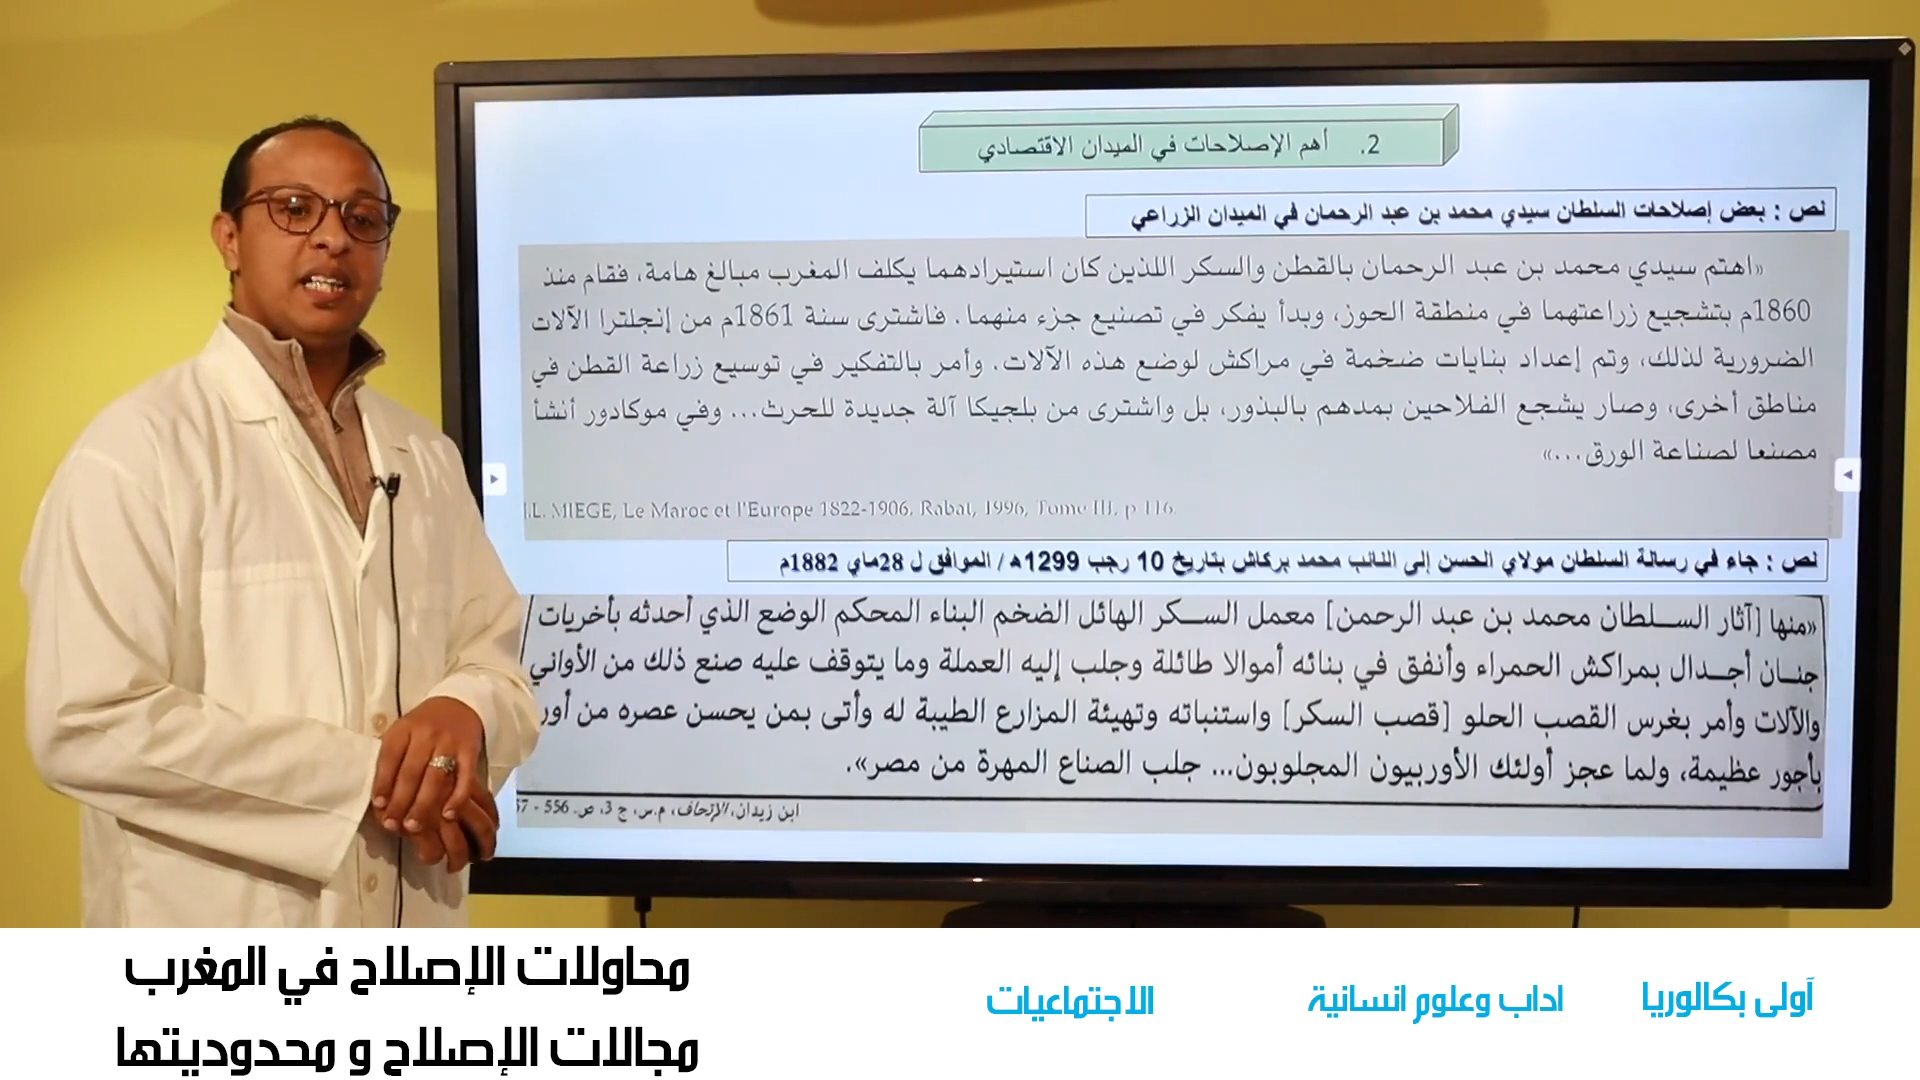 2. أهم الإصلاحات في الميدان الاقتصادي
نص : بعض إصلاحات السلطان سيدي محمد بن عبد الرحمان في الميدان الزراعي
«اهتم سيدي محمد بن عبد الرحمان بالقطن والسكر اللذين كان استيرادهما يكلف المغرب مبالغ هامة، فقام منذ
1860م بتشجيع زراعتهما في منطقة الحوز، وبدأ يفكر في تصنيع جزء منهما. فاشترى سنة 1861م من إنجلترا الآلات
الضرورية لذلك، وتم إعداد بنايات ضخمة في مراكش لوضع هذه الآلات. وأمر بالتفكير في توسيع زراعة القطن في
مناطق أخرى، وصار يشجع الفلاحين بمدهم بالبذور، بل واشترى من بلجيكا آلة جديدة للحرث... وفي موكادور أنشأ
مصنعا لصناعة الورق...»
.L. MIEGE, Le Maroc et l'Europe 1822-1906. Rabat, 1996, Tome III, p 116.
نص : جاء في رسالة السلطان مولاي الحسن إلى النائب محمد بركاش بتاريخ 10 رجب 1299ه / الموافق ل 28ماي 1882م
«منها [آثار السلطان محمد بن عبد الرحمن] معمل السكر الهائل الضخم البناء المحكم الوضع الذي أحدثه بأخريات
جنان أجدال بمراكش الحمراء وأنفق في بنائه أموالا طائلة وجلب إليه العملة وما يتوقف عليه صنع ذلك من الأواني
والآلات وأمر بغرس القصب الحلو [قصب السكر] واستنباته وتهيئة المزارع الطيبة له وأتى بمن يحسن عصره من أور
بأجور عظيمة، ولما عجز أولئك الأوربيون المجلوبون... جلب الصناع المهرة من مصر».
ابن زيدان، الإتحاف، م.س، ج 3، ص. 556 - 57
محاولات الإصلاح في المغرب
مجالات الإصلاح و محدوديتها
الاجتماعيات
اداب وعلوم انسانية
أولى بكالوريا